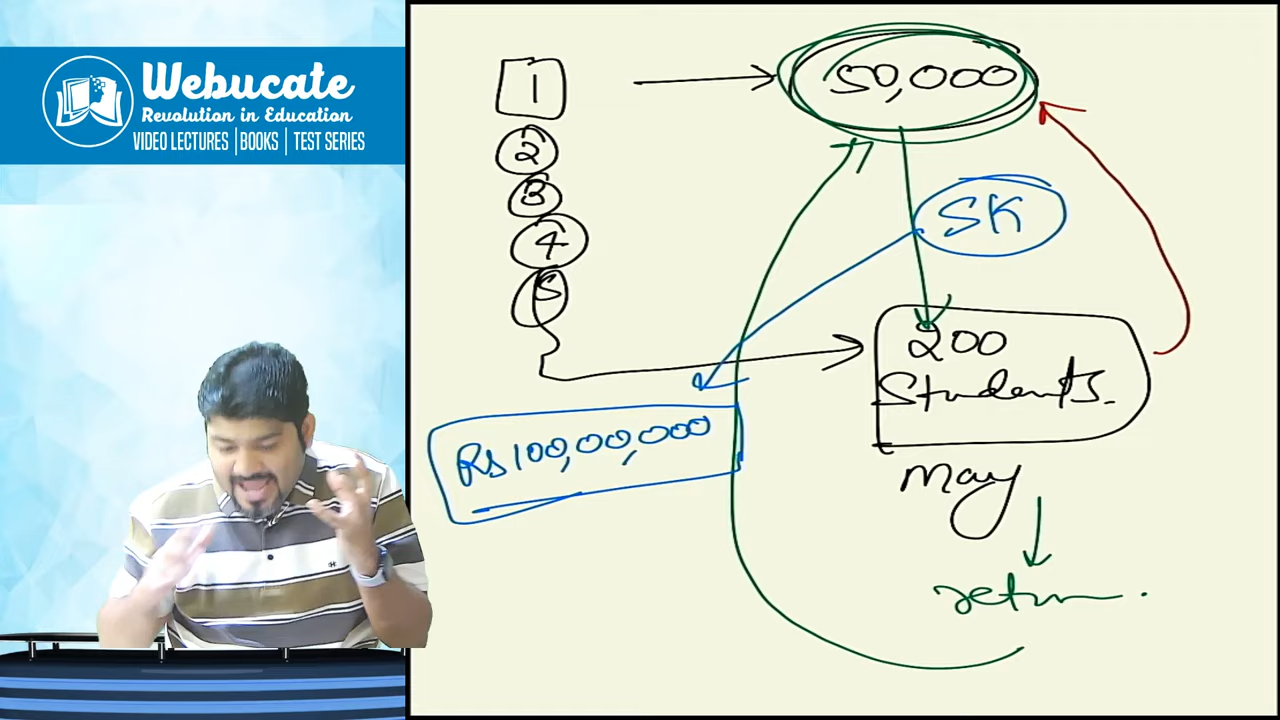 Webucate
Revolution in Education
VIDEO LECTURES | BOOKS | TEST SERIES
1
50,000
2
3
SK
4
5
200
Students.
Rs 100,00,000
May
return.